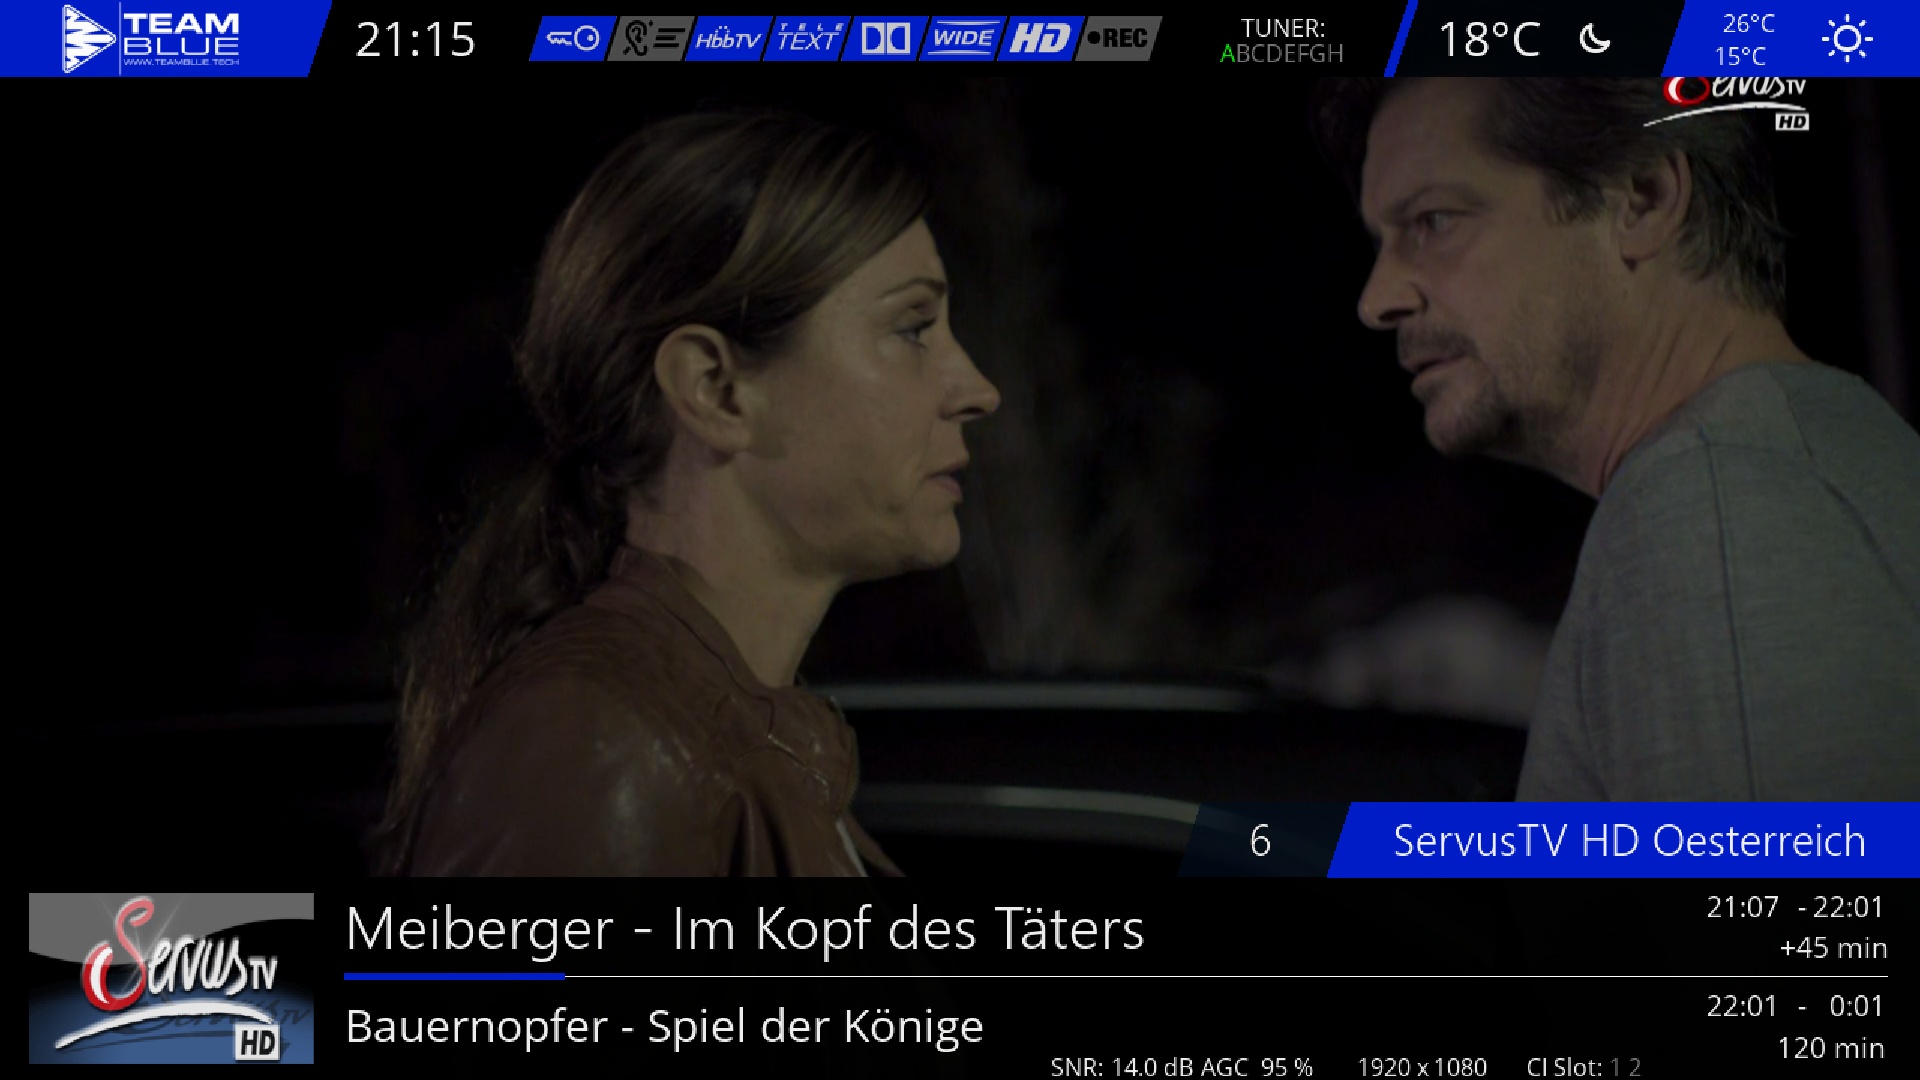 TEAM
BLUE
WWW.TEAMBLUE.TECH
21:15
HbbTV
TELE
TEXT
WIDE
HD
REC
TUNER:
ABCDEFGH
18°C
26°C
15°C
ServusTV
HD
6
ServusTV HD Oesterreich
ServusTV
HD
Meiberger - Im Kopf des Täters
21:07 - 22:01
+45 min
Bauernopfer - Spiel der Könige
22:01 - 0:01
120 min
SNR: 14.0 dB AGC 95 %
1920 x 1080
CI Slot: 1 2